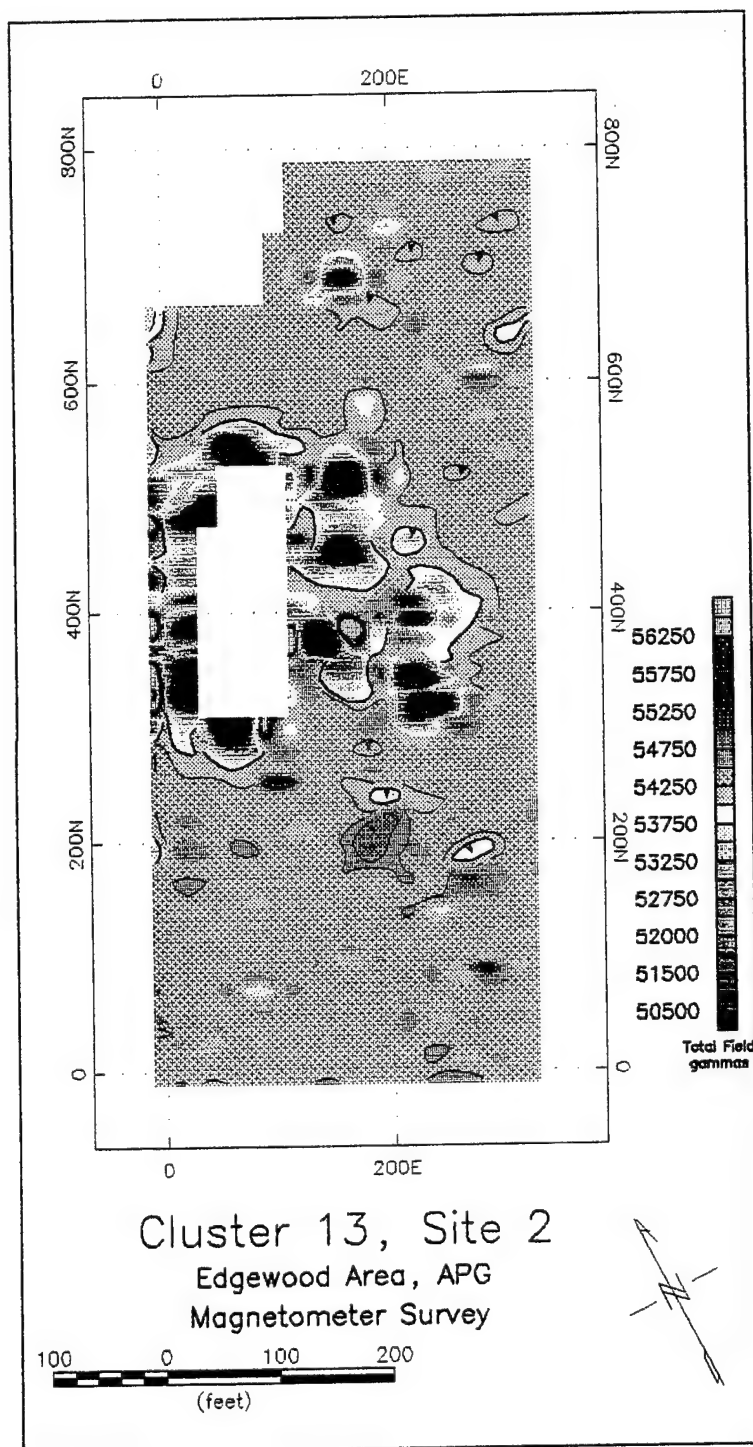 0 200E
800N 800N
600N 600N
400N 400N
200N 200N
0 0
0 200E
56250
55750
55250
54750
54250
53750
53250
52750
52000
51500
50500
Total Field
gammas
Cluster 13, Site 2
Edgewood Area, APG
Magnetometer Survey
100 0 100 200
(feet)